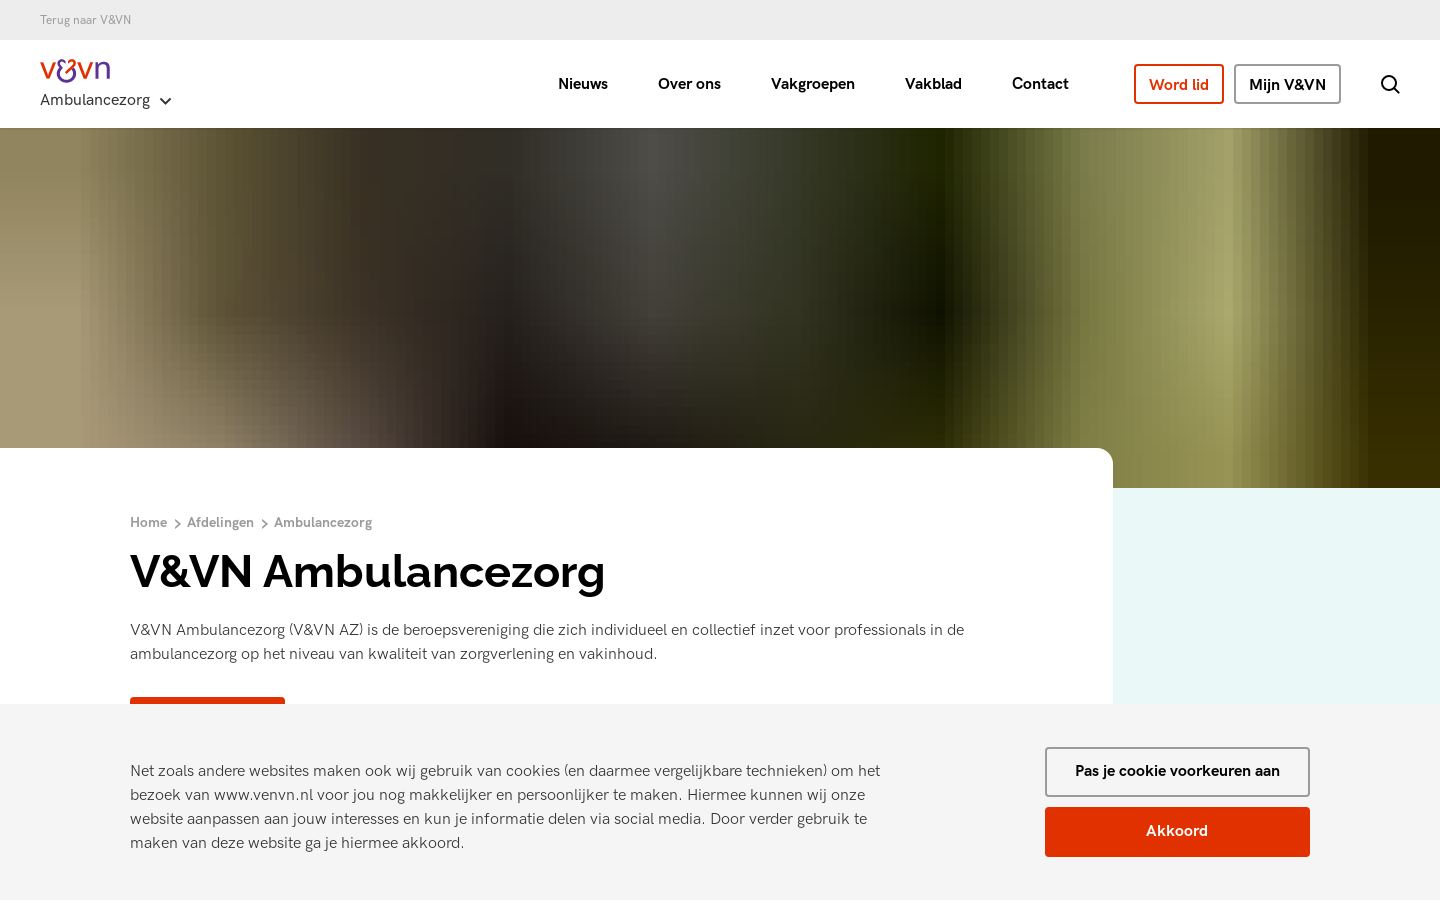 Terug naar V&VN
v&vn
Ambulancezorg
Nieuws
Over ons
Vakgroepen
Vakblad
Contact
Word lid
Mijn V&VN
Home > Afdelingen > Ambulancezorg
V&VN Ambulancezorg
V&VN Ambulancezorg (V&VN AZ) is de beroepsvereniging die zich individueel en collectief inzet voor professionals in de
ambulancezorg op het niveau van kwaliteit van zorgverlening en vakinhoud.
Net zoals andere websites maken ook wij gebruik van cookies (en daarmee vergelijkbare technieken) om het
bezoek van www.venvn.nl voor jou nog makkelijker en persoonlijker te maken. Hiermee kunnen wij onze
website aanpassen aan jouw interesses en kun je informatie delen via social media. Door verder gebruik te
maken van deze website ga je hiermee akkoord.
Pas je cookie voorkeuren aan
Akkoord